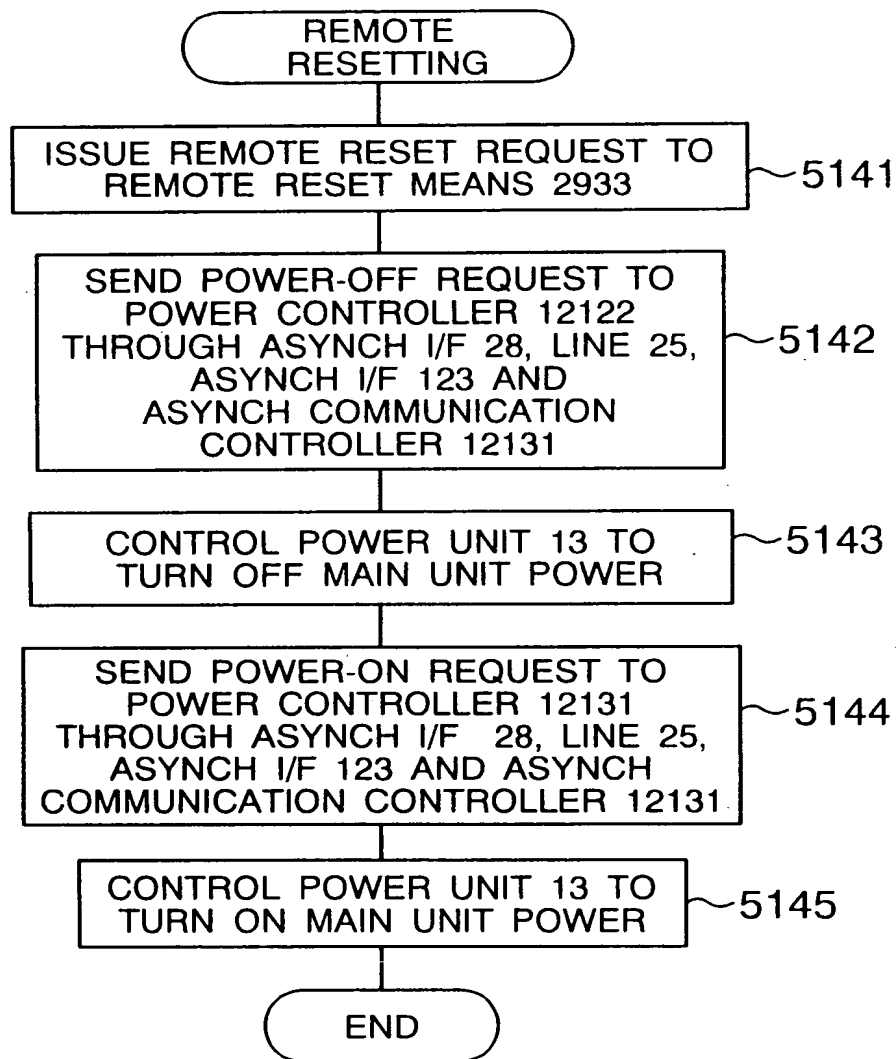 REMOTE
RESETTING
ISSUE REMOTE RESET REQUEST TO
REMOTE RESET MEANS 2933
5141
SEND POWER-OFF REQUEST TO
POWER CONTROLLER 12122
THROUGH ASYNCH I/F 28, LINE 25,
ASYNCH I/F 123 AND
ASYNCH COMMUNICATION
CONTROLLER 12131
5142
CONTROL POWER UNIT 13 TO
TURN OFF MAIN UNIT POWER
5143
SEND POWER-ON REQUEST TO
POWER CONTROLLER 12131
THROUGH ASYNCH I/F 28, LINE 25,
ASYNCH I/F 123 AND ASYNCH
COMMUNICATION CONTROLLER 12131
5144
CONTROL POWER UNIT 13 TO
TURN ON MAIN UNIT POWER
5145
END